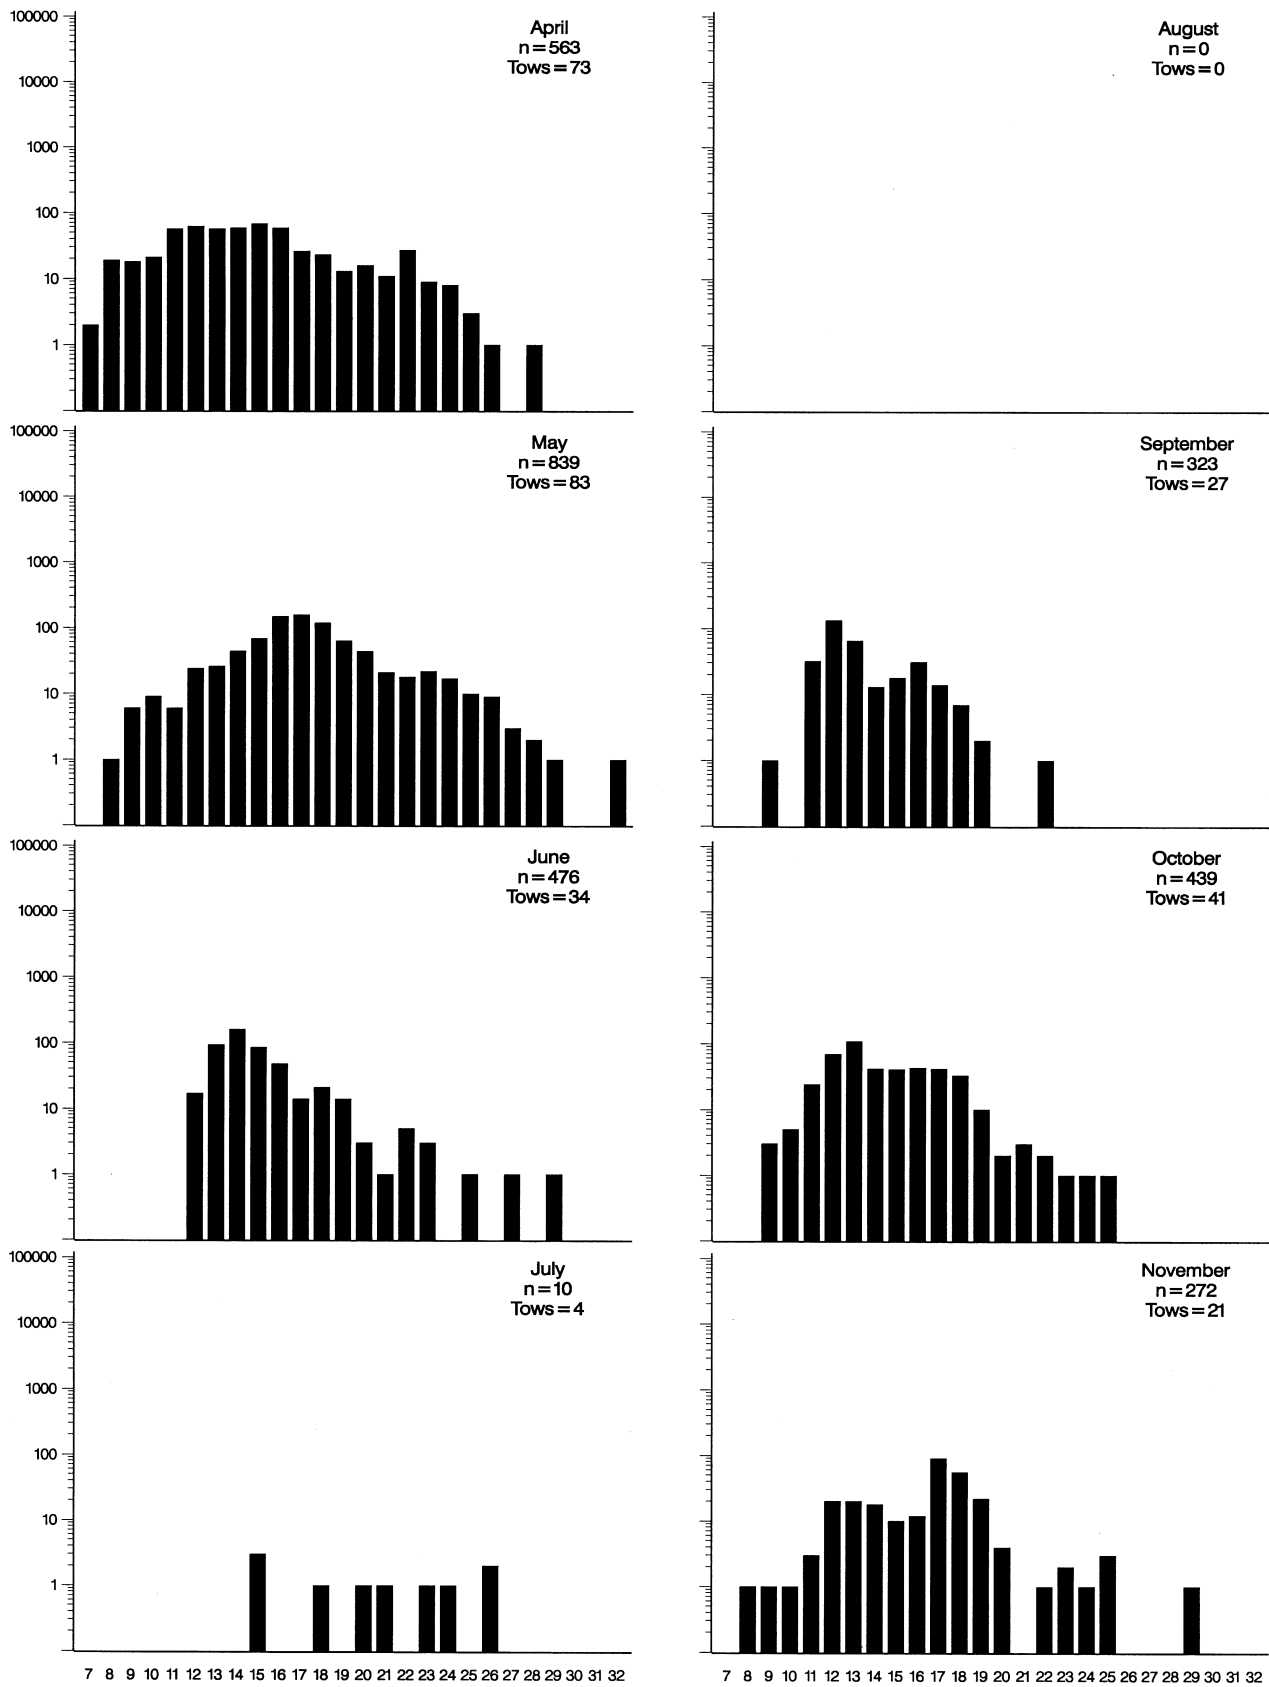 April
n=563
Tows=73
100000
10000
1000
100
10
1
August
n=0
Tows=0
May
n=839
Tows=83
100000
10000
1000
100
10
1
September
n=323
Tows=27
June
n=476
Tows=34
100000
10000
1000
100
10
1
October
n=439
Tows=41
July
n=10
Tows=4
100000
10000
1000
100
10
1
7 8 9 10 11 12 13 14 15 16 17 18 19 20 21 22 23 24 25 26 27 28 29 30 31 32
November
n=272
Tows=21
7 8 9 10 11 12 13 14 15 16 17 18 19 20 21 22 23 24 25 26 27 28 29 30 31 32